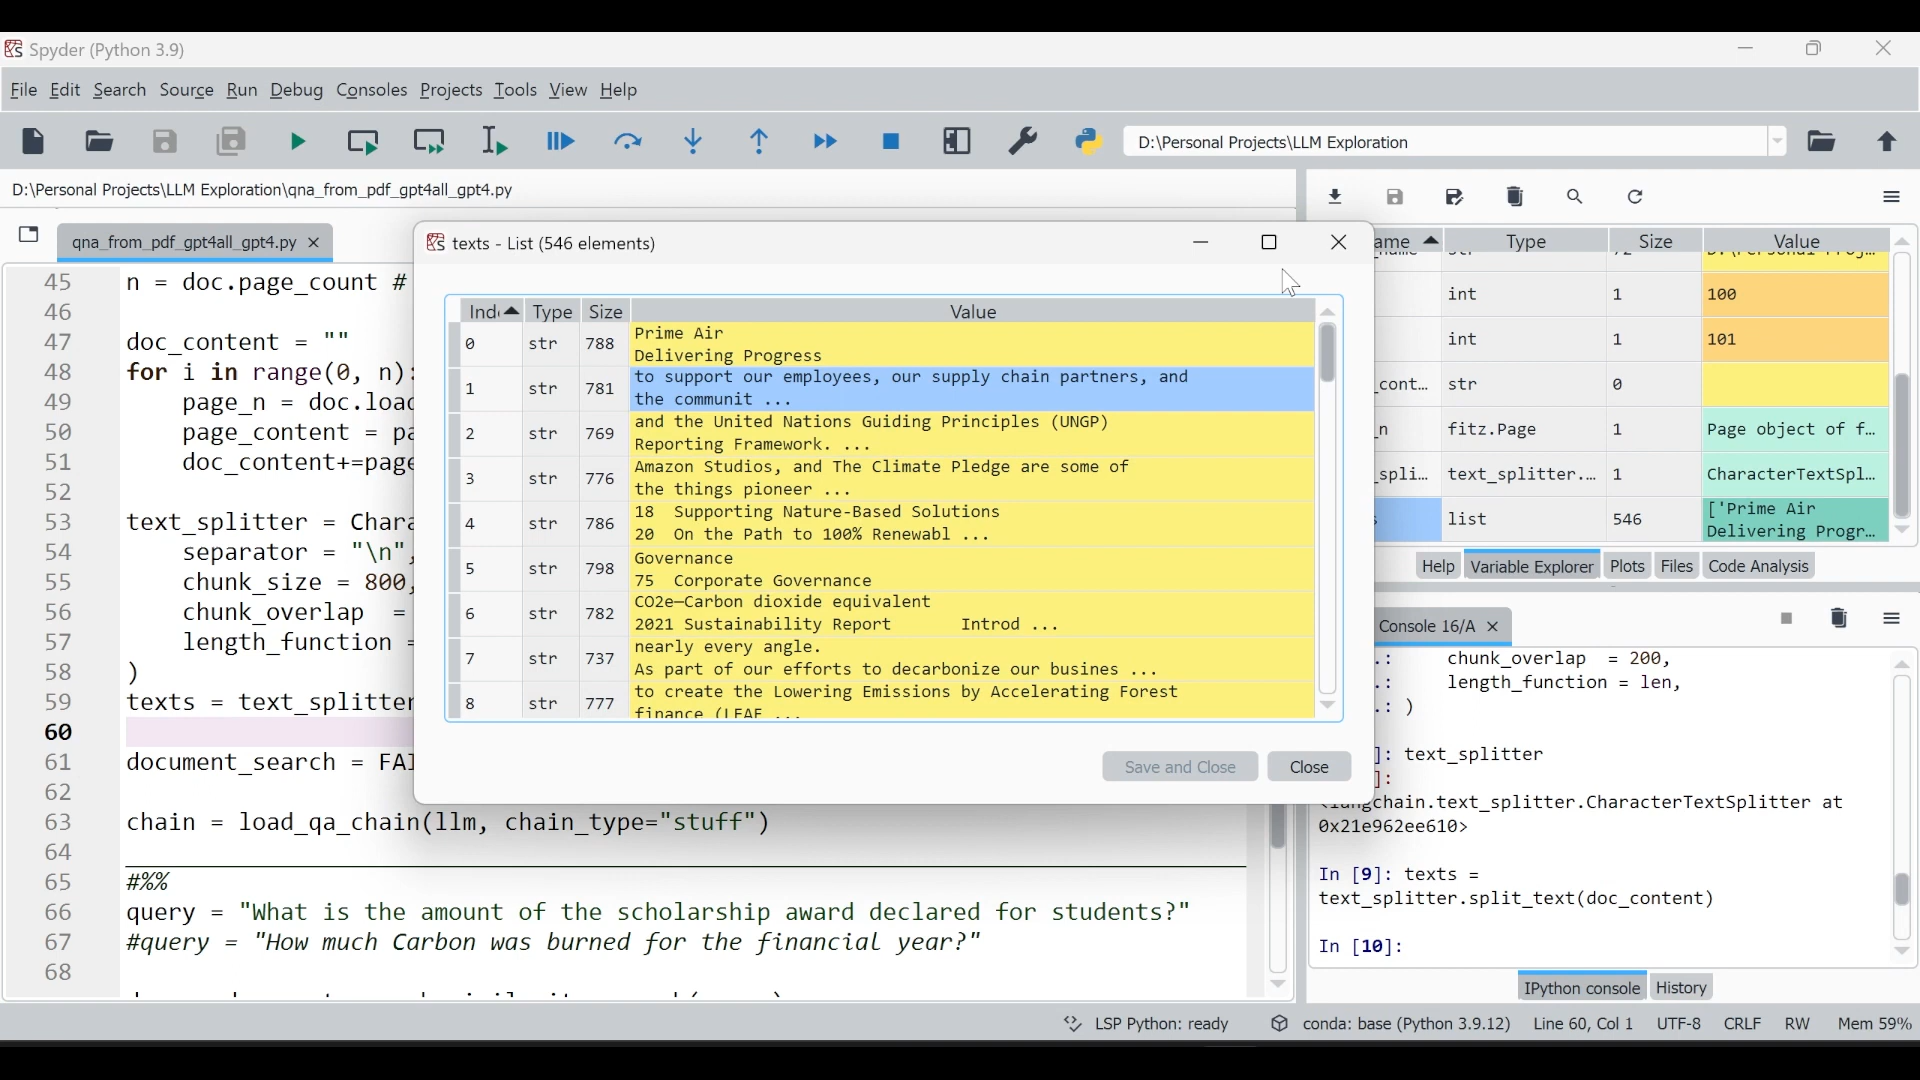 Spyder (Python 3.9)
File Edit Search Source Run Debug Consoles Projects Tools View Help
D:\Personal Projects\LLM Exploration
D:\Personal Projects\LLM Exploration\qna_from_pdf_gpt4all_gpt4.py
qna_from_pdf_gpt4all_gpt4.py
45 n = doc.page_count #
46
47 doc_content = ""
48 for i in range(0, n):
49 page_n = doc.load
50 page_content = pa
51 doc_content+=page
52
53 text_splitter = Chara
54 separator = "\n",
55 chunk_size = 800,
56 chunk_overlap =
57 length_function =
58 )
59 texts = text_splitter
60
61 document_search = FAI
62
63 chain = load_qa_chain(llm, chain_type="stuff")
64
65 #%%
66 query = "What is the amount of the scholarship award declared for students?"
67 #query = "How much Carbon was burned for the financial year?"
68
texts - List (546 elements)
Ind Type Size Value
0 str 788 Prime Air
Delivering Progress
1 str 781 to support our employees, our supply chain partners, and
the communit ...
2 str 769 and the United Nations Guiding Principles (UNGP)
Reporting Framework. ...
3 str 776 Amazon Studios, and The Climate Pledge are some of
the things pioneer ...
4 str 786 18 Supporting Nature-Based Solutions
20 On the Path to 100% Renewabl ...
5 str 798 Governance
75 Corporate Governance
6 str 782 CO2e—Carbon dioxide equivalent
2021 Sustainability Report Introd ...
7 str 737 nearly every angle.
As part of our efforts to decarbonize our busines ...
8 str 777 to create the Lowering Emissions by Accelerating Forest
finance (LEAF ...
Save and Close Close
ame Type Size Value
int 1 100
int 1 101
_cont... str 0
_n fitz.Page 1 Page object of f...
_spli... text_splitter.... 1 CharacterTextSpl...
s list 546 ['Prime Air
Delivering Progr...
Help Variable Explorer Plots Files Code Analysis
Console 16/A
.: chunk_overlap = 200,
.: length_function = len,
.: )
]: text_splitter
]:
<langchain.text_splitter.CharacterTextSplitter at
0x21e962ee610>
In [9]: texts =
text_splitter.split_text(doc_content)
In [10]:
IPython console History
LSP Python: ready conda: base (Python 3.9.12) Line 60, Col 1 UTF-8 CRLF RW Mem 59%